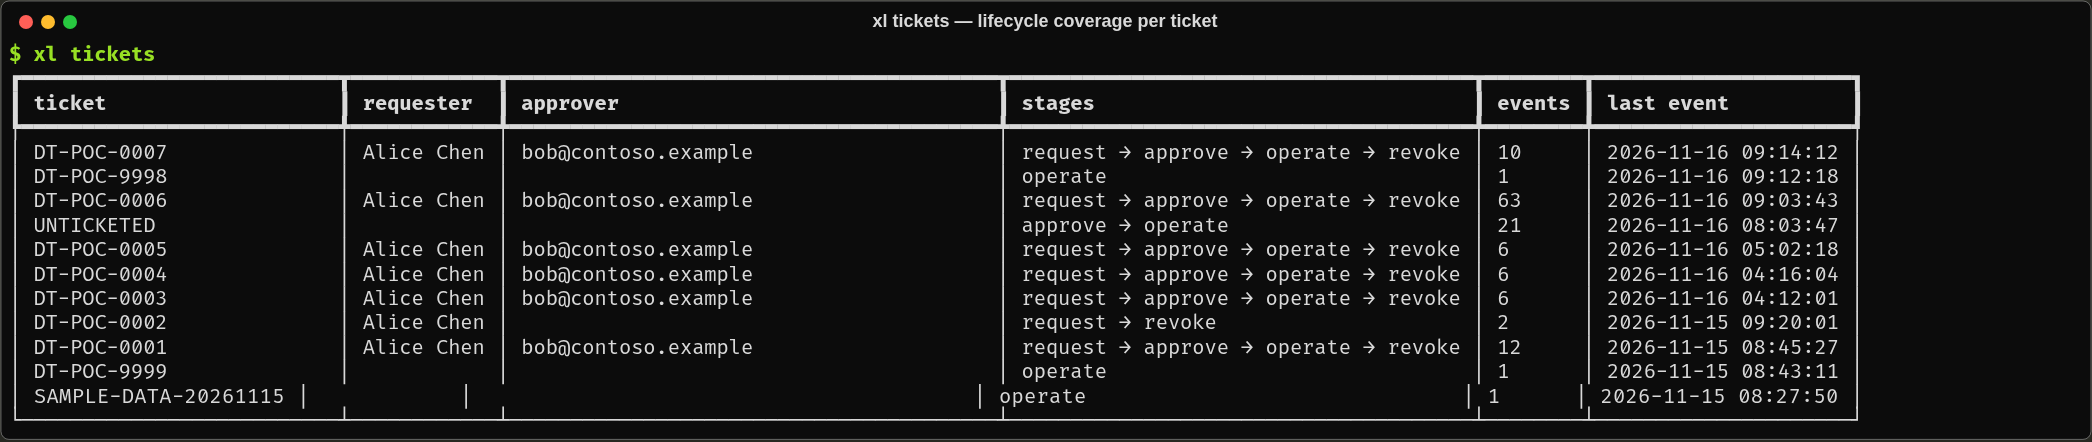 xl tickets — lifecycle coverage per ticket
$ xl tickets
ticket requester approver stages events last event
DT-POC-0007 Alice Chen bob@contoso.example request → approve → operate → revoke 10 2026-11-16 09:14:12
DT-POC-9998 operate 1 2026-11-16 09:12:18
DT-POC-0006 Alice Chen bob@contoso.example request → approve → operate → revoke 63 2026-11-16 09:03:43
UNTICKETED approve → operate 21 2026-11-16 08:03:47
DT-POC-0005 Alice Chen bob@contoso.example request → approve → operate → revoke 6 2026-11-16 05:02:18
DT-POC-0004 Alice Chen bob@contoso.example request → approve → operate → revoke 6 2026-11-16 04:16:04
DT-POC-0003 Alice Chen bob@contoso.example request → approve → operate → revoke 6 2026-11-16 04:12:01
DT-POC-0002 Alice Chen request → revoke 2 2026-11-15 09:20:01
DT-POC-0001 Alice Chen bob@contoso.example request → approve → operate → revoke 12 2026-11-15 08:45:27
DT-POC-9999 operate 1 2026-11-15 08:43:11
SAMPLE-DATA-20261115 operate 1 2026-11-15 08:27:50